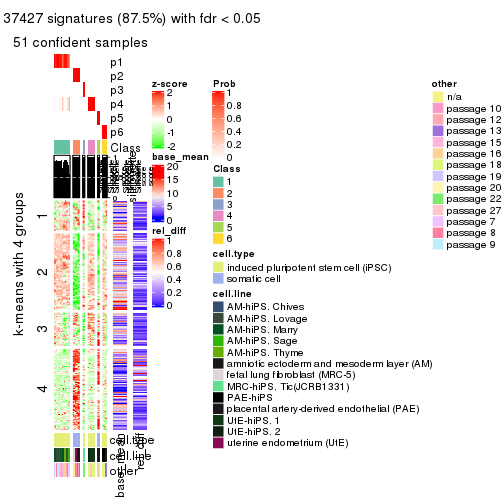 37427 signatures (87.5%) with fdr < 0.05
51 confident samples
p1
p2
p3
p4
p5
p6
Class
1
2
3
4
k-means with 4 groups
cell.type
cell.line
other
base_mean
rel_diff
z-score
2
1
0
-1
-2
base_mean
20
15
10
5
0
rel_diff
1
0.8
0.6
0.4
0.2
0
Prob
1
0.8
0.6
0.4
0.2
0
Class
1
2
3
4
5
6
cell.type
induced pluripotent stem cell (iPSC)
somatic cell
cell.line
AM-hiPS. Chives
AM-hiPS. Lovage
AM-hiPS. Marry
AM-hiPS. Sage
AM-hiPS. Thyme
amniotic ectoderm and mesoderm layer (AM)
fetal lung fibroblast (MRC-5)
MRC-hiPS. Tic(JCRB1331)
PAE-hiPS
placental artery-derived endothelial (PAE)
UtE-hiPS. 1
UtE-hiPS. 2
uterine endometrium (UtE)
other
n/a
passage 10
passage 12
passage 13
passage 15
passage 16
passage 18
passage 19
passage 20
passage 22
passage 27
passage 7
passage 8
passage 9